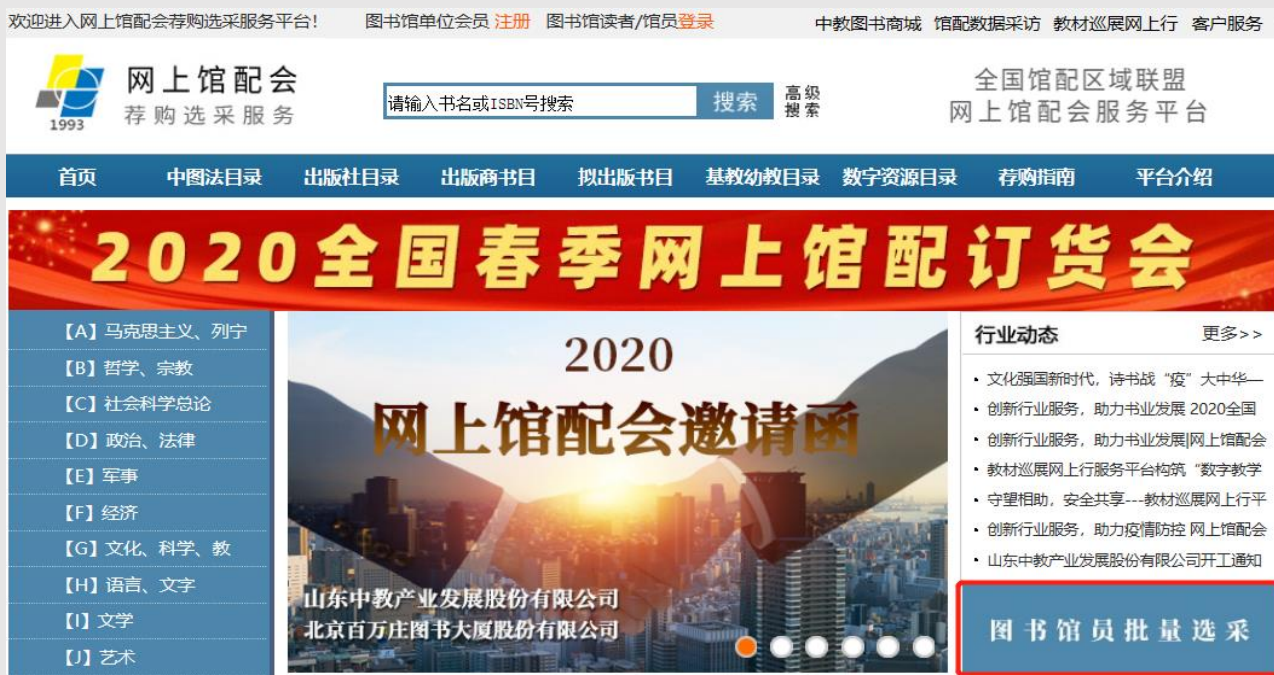 欢迎进入网上馆配会荐购选采服务平台！ 图书馆单位会员 注册 图书馆读者/馆员登录 中教图书商城 馆配数据采访 教材巡展网上行 客户服务
1993
网上馆配会
荐购选采服务
请输入书名或ISBN号搜索 搜索
高级
搜索
全国馆配区域联盟
网上馆配会服务平台
首页 中图法目录 出版社目录 出版商书目 拟出版书目 基教幼教目录 数字资源目录 荐购指南 平台介绍
2020全国春季网上馆配订货会
【A】马克思主义、列宁
【B】哲学、宗教
【C】社会科学总论
【D】政治、法律
【E】军事
【F】经济
【G】文化、科学、教
【H】语言、文字
【I】文学
【J】艺术
2020
网上馆配会邀请函
山东中教产业发展股份有限公司
北京百万庄图书大厦股份有限公司
行业动态 更多>>
· 文化强国新时代，诗书战“疫”大中华—
· 创新行业服务，助力书业发展 2020全国
· 创新行业服务，助力书业发展|网上馆配会
· 教材巡展网上行服务平台构筑“数字教学
· 守望相助，安全共享---教材巡展网上行平
· 创新行业服务，助力疫情防控 网上馆配会
· 山东中教产业发展股份有限公司开工通知
图书馆员批量选采